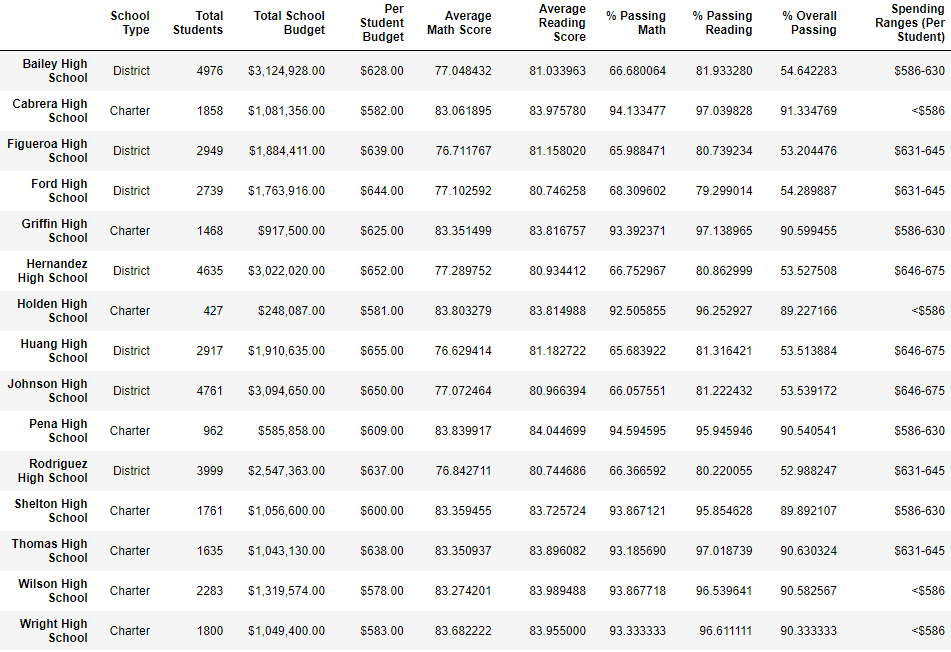 School Type Total Students Total School Budget Per Student Budget Average Math Score Average Reading Score % Passing Math % Passing Reading % Overall Passing Spending Ranges (Per Student)
Bailey High School District 4976 $3,124,928.00 $628.00 77.048432 81.033963 66.680064 81.933280 54.642283 $586-630
Cabrera High School Charter 1858 $1,081,356.00 $582.00 83.061895 83.975780 94.133477 97.039828 91.334769 <$586
Figueroa High School District 2949 $1,884,411.00 $639.00 76.711767 81.158020 65.988471 80.739234 53.204476 $631-645
Ford High School District 2739 $1,763,916.00 $644.00 77.102592 80.746258 68.309602 79.299014 54.289887 $631-645
Griffin High School Charter 1468 $917,500.00 $625.00 83.351499 83.816757 93.392371 97.138965 90.599455 $586-630
Hernandez High School District 4635 $3,022,020.00 $652.00 77.289752 80.934412 66.752967 80.862999 53.527508 $646-675
Holden High School Charter 427 $248,087.00 $581.00 83.803279 83.814988 92.505855 96.252927 89.227166 <$586
Huang High School District 2917 $1,910,635.00 $655.00 76.629414 81.182722 65.683922 81.316421 53.513884 $646-675
Johnson High School District 4761 $3,094,650.00 $650.00 77.072464 80.966394 66.057551 81.222432 53.539172 $646-675
Pena High School Charter 962 $585,858.00 $609.00 83.839917 84.044699 94.594595 95.945946 90.540541 $586-630
Rodriguez High School District 3999 $2,547,363.00 $637.00 76.842711 80.744686 66.366592 80.220055 52.988247 $631-645
Shelton High School Charter 1761 $1,056,600.00 $600.00 83.359455 83.725724 93.867121 95.854628 89.892107 $586-630
Thomas High School Charter 1635 $1,043,130.00 $638.00 83.350937 83.896082 93.185690 97.018739 90.630324 $631-645
Wilson High School Charter 2283 $1,319,574.00 $578.00 83.274201 83.989488 93.867718 96.539641 90.582567 <$586
Wright High School Charter 1800 $1,049,400.00 $583.00 83.682222 83.955000 93.333333 96.611111 90.333333 <$586